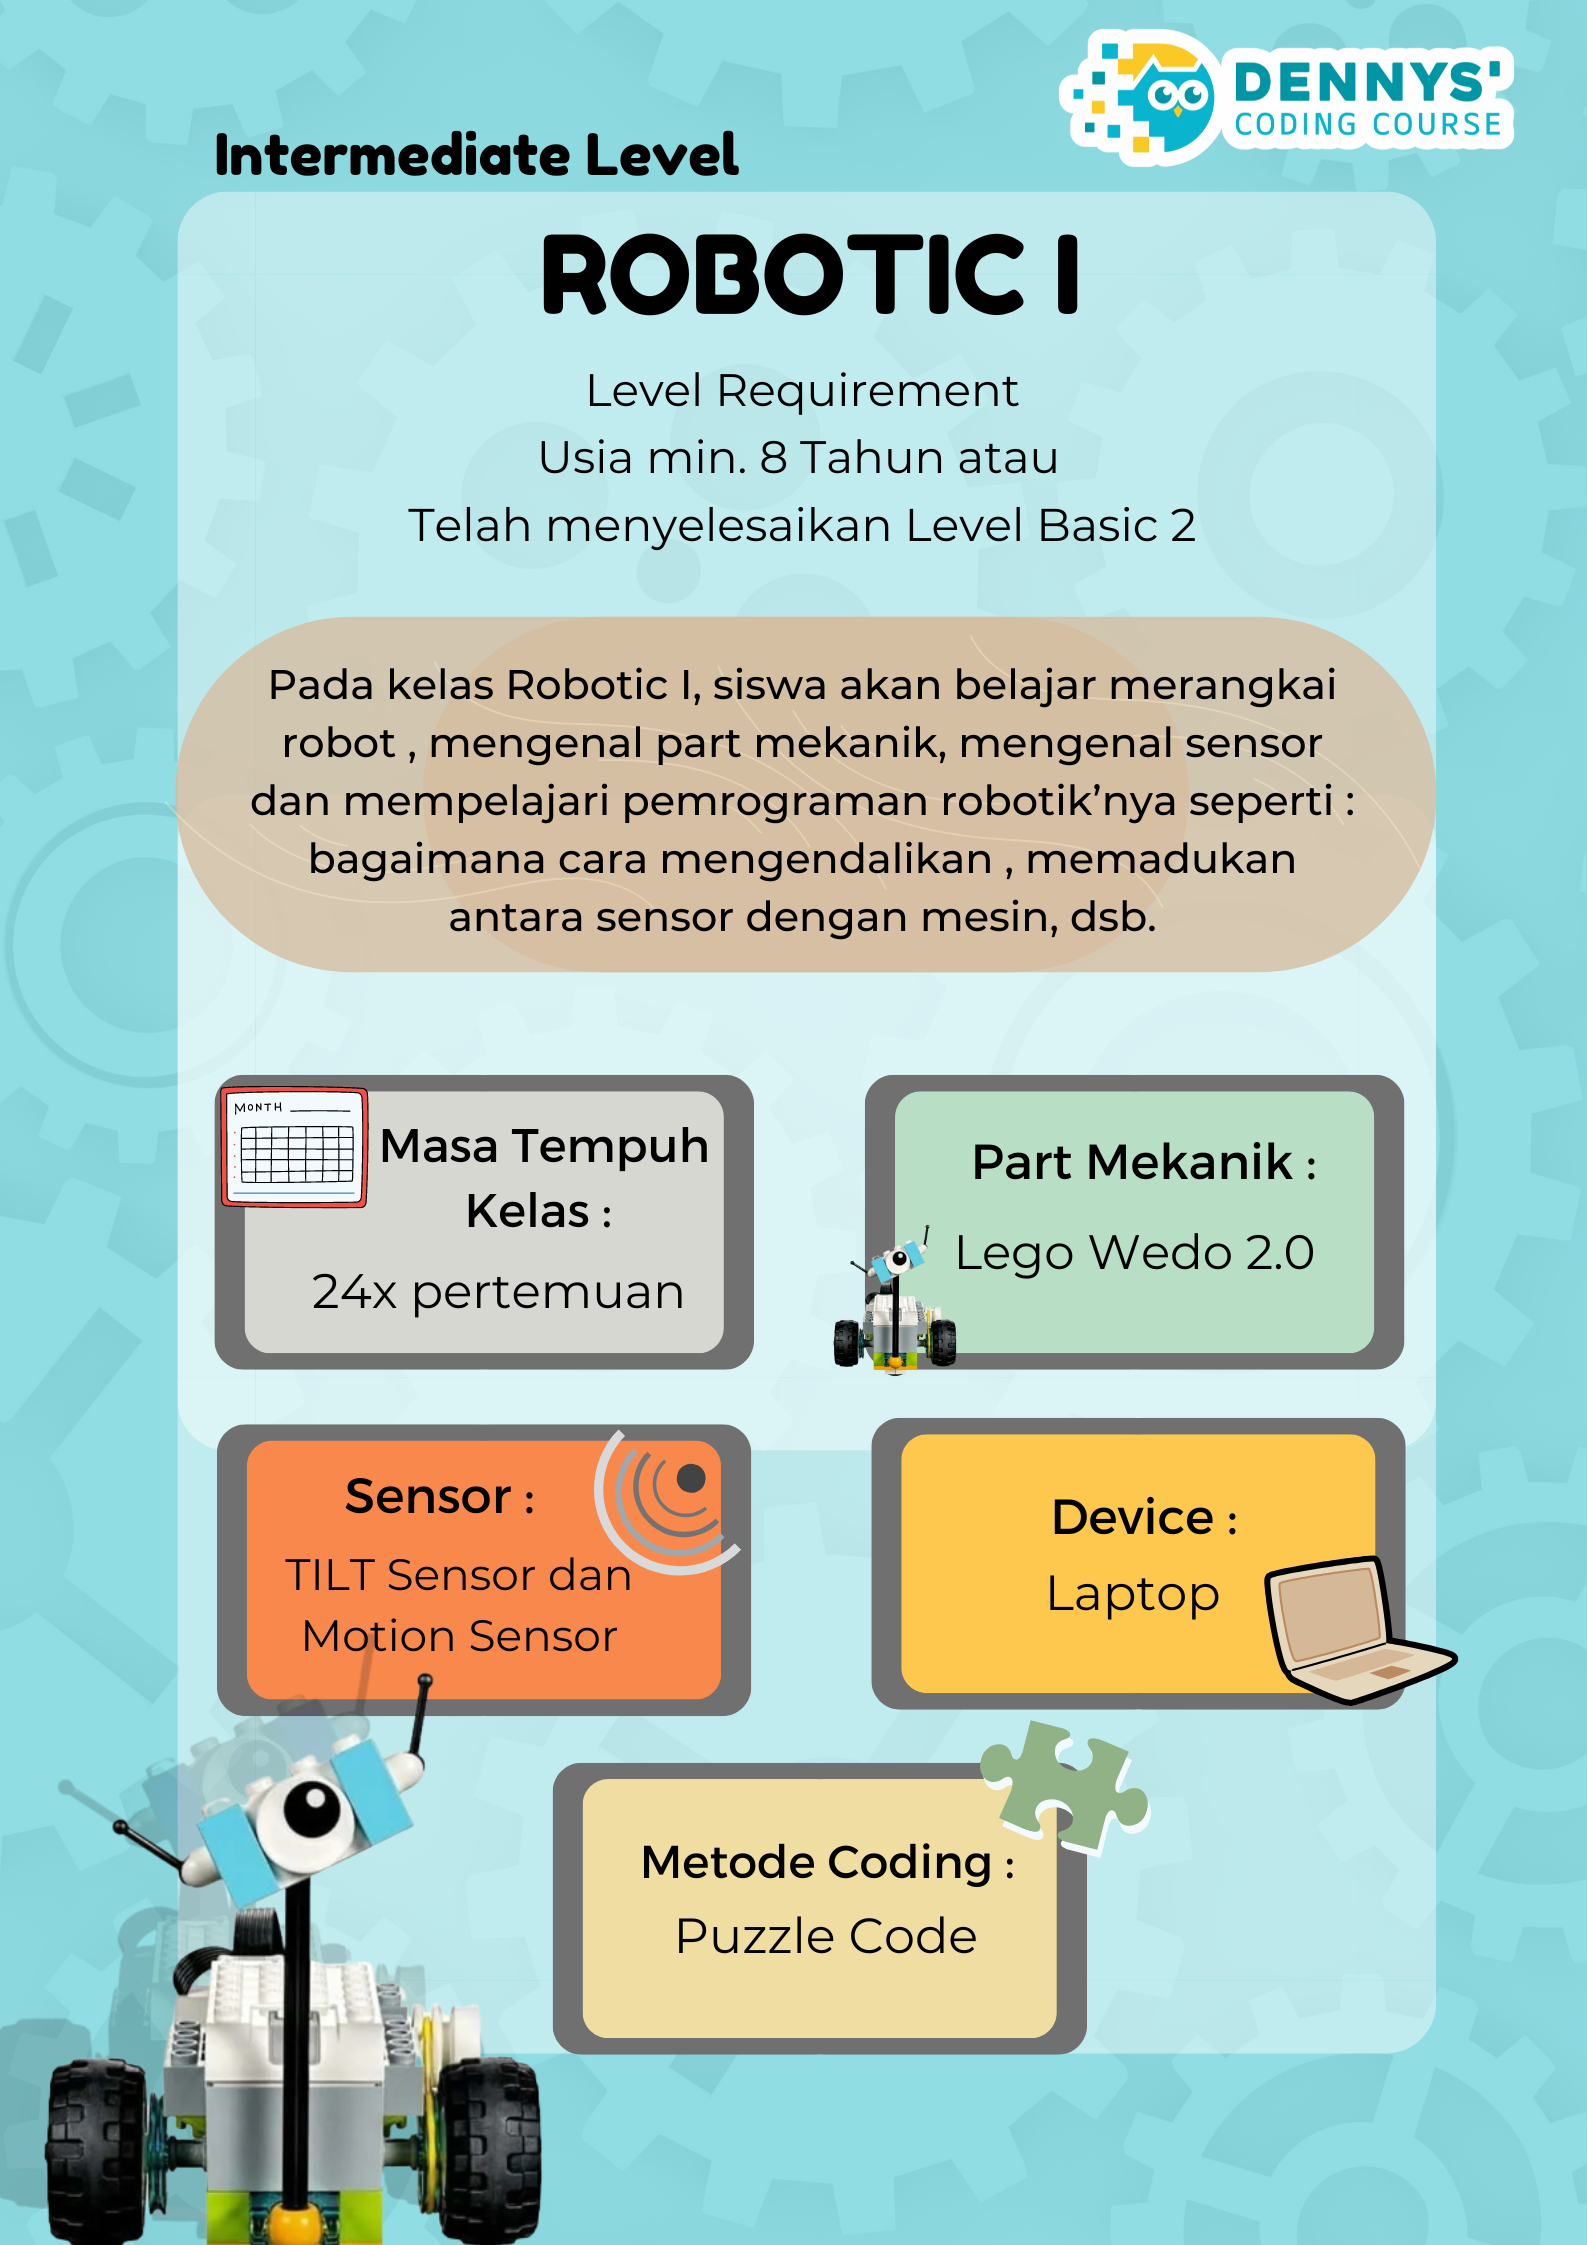 DENNYS'
CODING COURSE
Intermediate Level
ROBOTIC I
Level Requirement
Usia min. 8 Tahun atau
Telah menyelesaikan Level Basic 2
Pada kelas Robotic I, siswa akan belajar merangkai
robot , mengenal part mekanik, mengenal sensor
dan mempelajari pemrograman robotik’nya seperti :
bagaimana cara mengendalikan , memadukan
antara sensor dengan mesin, dsb.
MONTH
Masa Tempuh
Kelas :
24x pertemuan
Part Mekanik :
Lego Wedo 2.0
Sensor :
TILT Sensor dan
Motion Sensor
Device :
Laptop
Metode Coding :
Puzzle Code